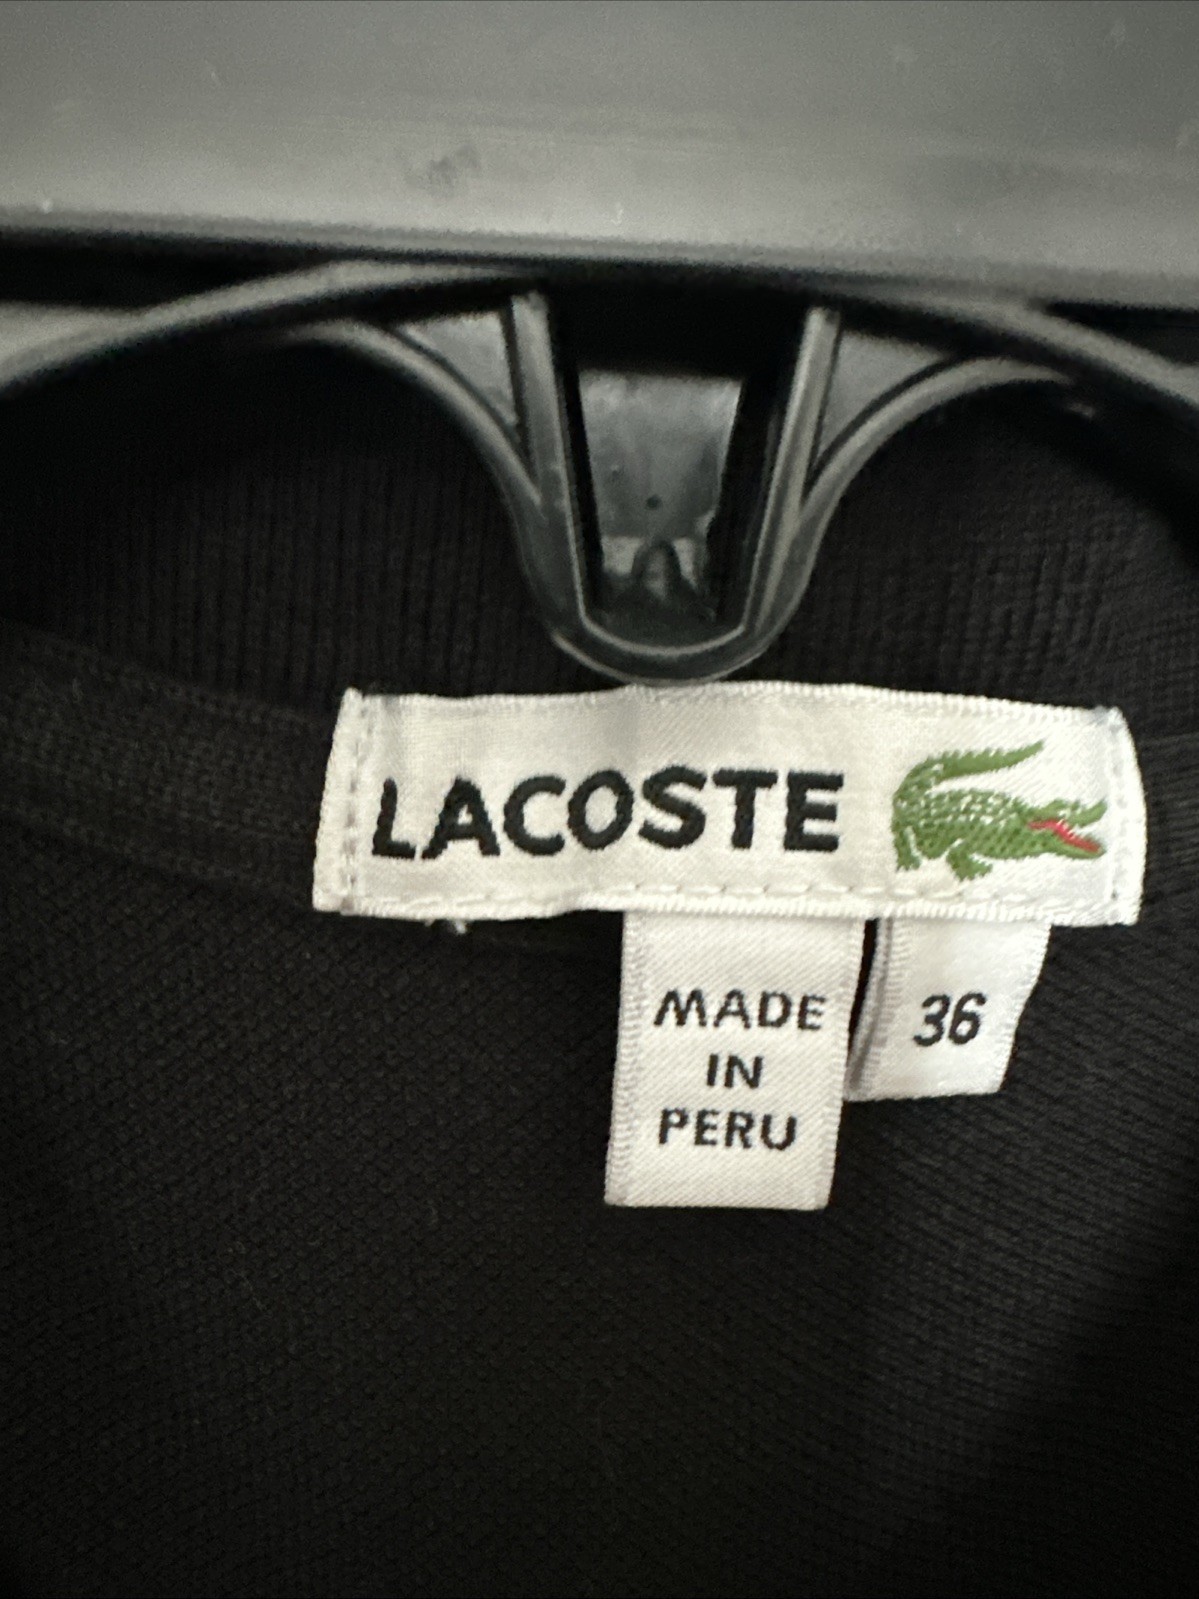 LACOSTE
MADE
IN
PERU
36